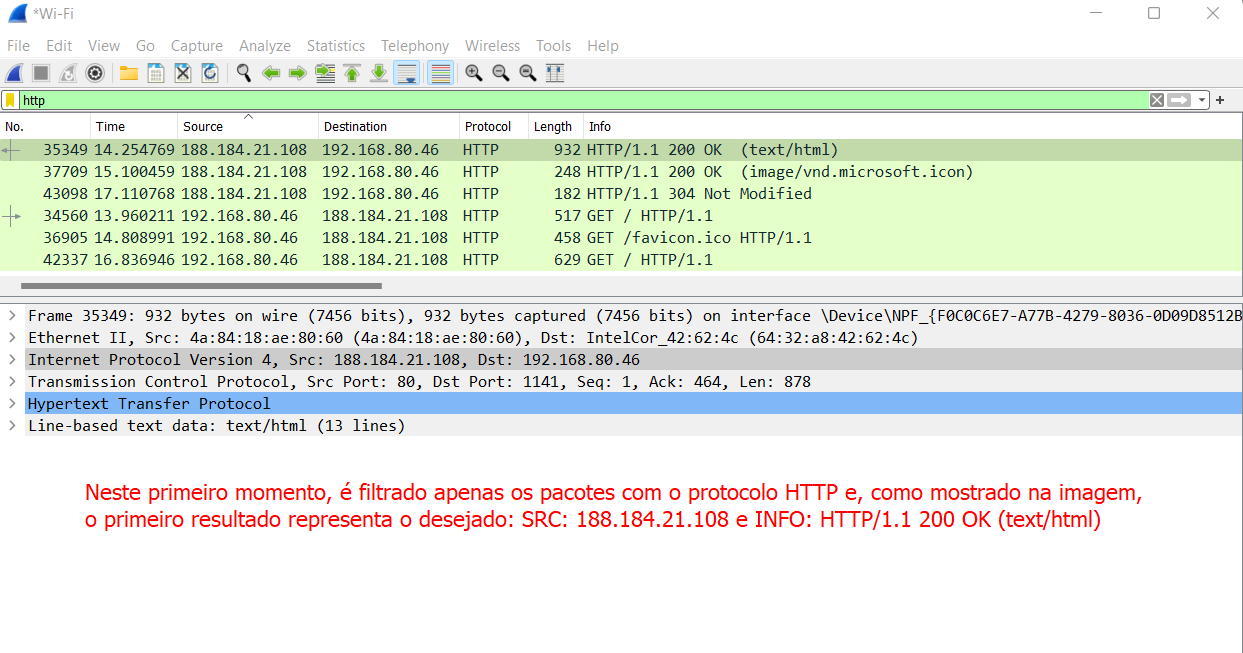 *Wi-Fi
File Edit View Go Capture Analyze Statistics Telephony Wireless Tools Help
http
No. Time Source Destination Protocol Length Info
35349 14.254769 188.184.21.108 192.168.80.46 HTTP 932 HTTP/1.1 200 OK (text/html)
37709 15.100459 188.184.21.108 192.168.80.46 HTTP 248 HTTP/1.1 200 OK (image/vnd.microsoft.icon)
43098 17.110768 188.184.21.108 192.168.80.46 HTTP 182 HTTP/1.1 304 Not Modified
34560 13.960211 192.168.80.46 188.184.21.108 HTTP 517 GET / HTTP/1.1
36905 14.808991 192.168.80.46 188.184.21.108 HTTP 458 GET /favicon.ico HTTP/1.1
42337 16.836946 192.168.80.46 188.184.21.108 HTTP 629 GET / HTTP/1.1
Frame 35349: 932 bytes on wire (7456 bits), 932 bytes captured (7456 bits) on interface \Device\NPF_{F0C0C6E7-A77B-4279-8036-0D09D8512B
Ethernet II, Src: 4a:84:18:ae:80:60 (4a:84:18:ae:80:60), Dst: IntelCor_42:62:4c (64:32:a8:42:62:4c)
Internet Protocol Version 4, Src: 188.184.21.108, Dst: 192.168.80.46
Transmission Control Protocol, Src Port: 80, Dst Port: 1141, Seq: 1, Ack: 464, Len: 878
Hypertext Transfer Protocol
Line-based text data: text/html (13 lines)
Neste primeiro momento, é filtrado apenas os pacotes com o protocolo HTTP e, como mostrado na imagem,
o primeiro resultado representa o desejado: SRC: 188.184.21.108 e INFO: HTTP/1.1 200 OK (text/html)